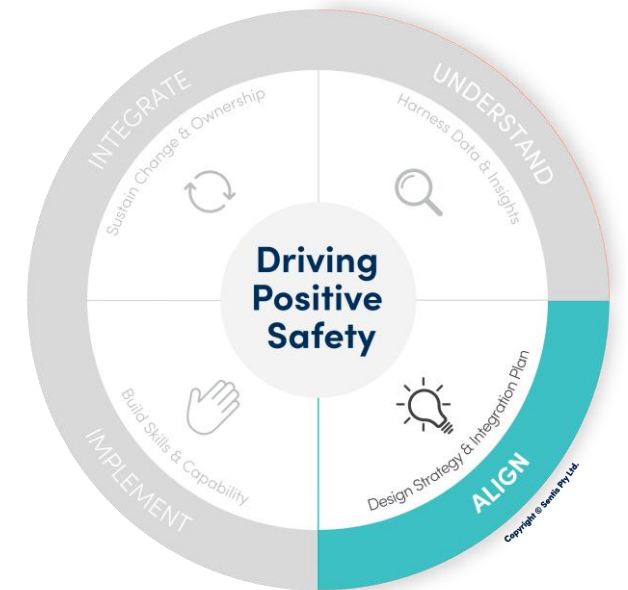 INTEGRATE
Sustain Change & Ownership
UNDERSTAND
Harness Data & Insights
Driving
Positive
Safety
IMPLEMENT
Build Skills & Capability
Design Strategy & Integration Plan
ALIGN
Copyright © Sentis Pty Ltd.